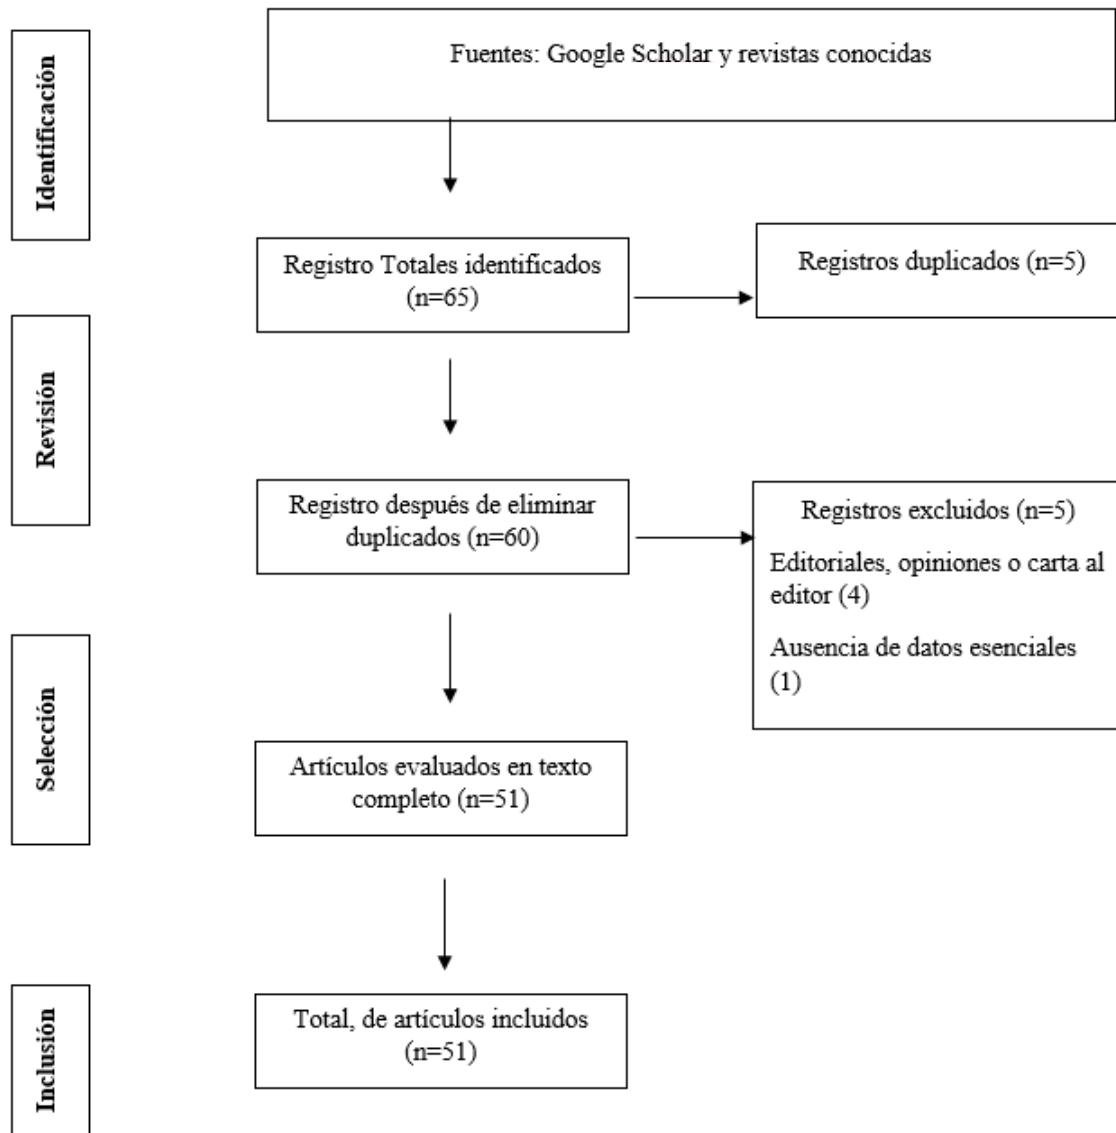 Identificación
Fuentes: Google Scholar y revistas conocidas
Registro Totales identificados
(n=65)
Registros duplicados (n=5)
Revisión
Registro después de eliminar
duplicados (n=60)
Registros excluidos (n=5)
Editoriales, opiniones o carta al
editor (4)
Ausencia de datos esenciales
(1)
Selección
Artículos evaluados en texto
completo (n=51)
Inclusión
Total, de artículos incluidos
(n=51)